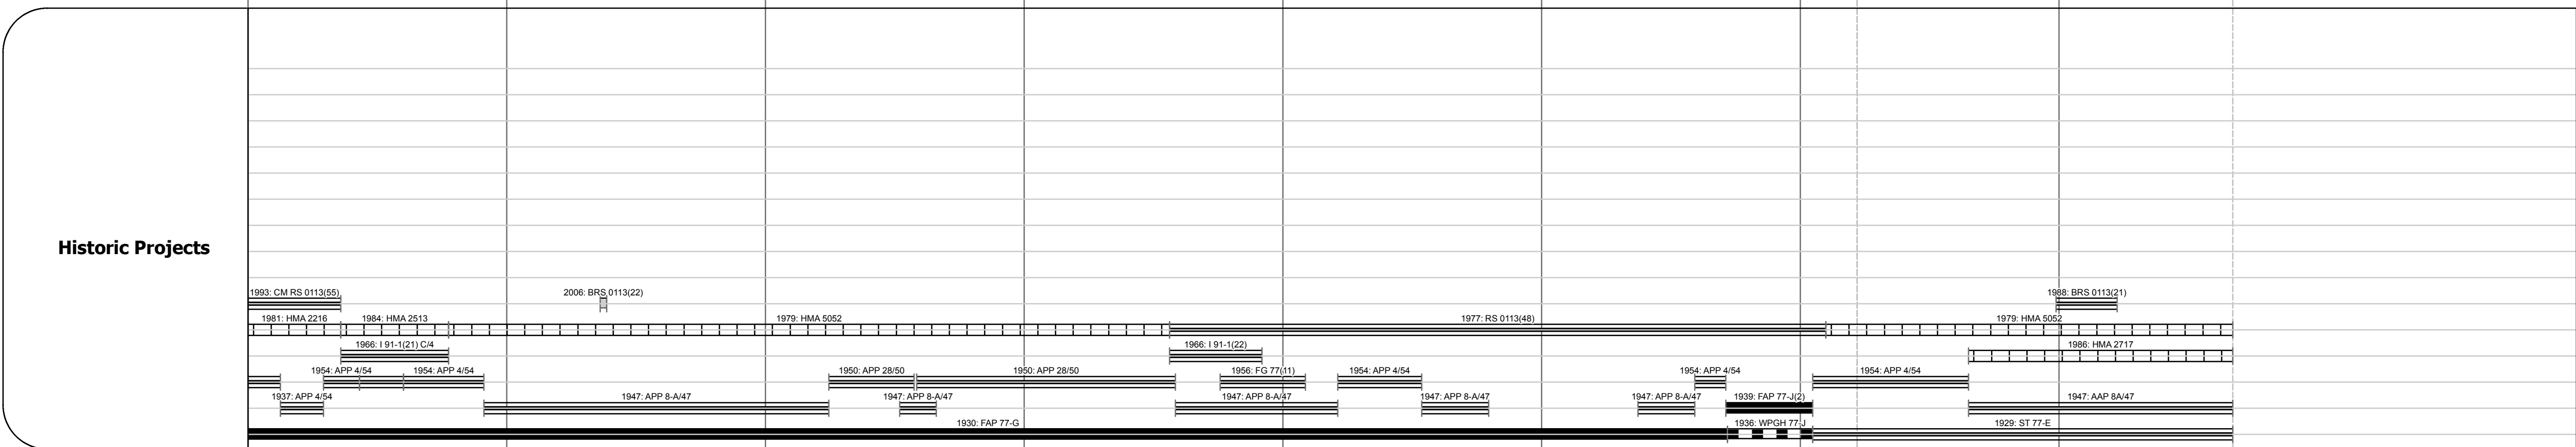 Historic Projects
1993: CM RS 0113(55)
2006: BRS 0113(22)
1988: BRS 0113(21)
1981: HMA 2216
1984: HMA 2513
1979: HMA 5052
1977: RS 0113(48)
1979: HMA 5052
1966: I 91-1(21) C/4
1966: I 91-1(22)
1986: HMA 2717
1954: APP 4/54
1954: APP 4/54
1950: APP 28/50
1950: APP 28/50
1956: FG 77(11)
1954: APP 4/54
1954: APP 4/54
1954: APP 4/54
1937: APP 4/54
1947: APP 8-A/47
1947: APP 8-A/47
1947: APP 8-A/47
1947: APP 8-A/47
1947: APP 8-A/47
1939: FAP 77-J(2)
1947: AAP 8A/47
1930: FAP 77-G
1936: WPGH 77-J
1929: ST 77-E